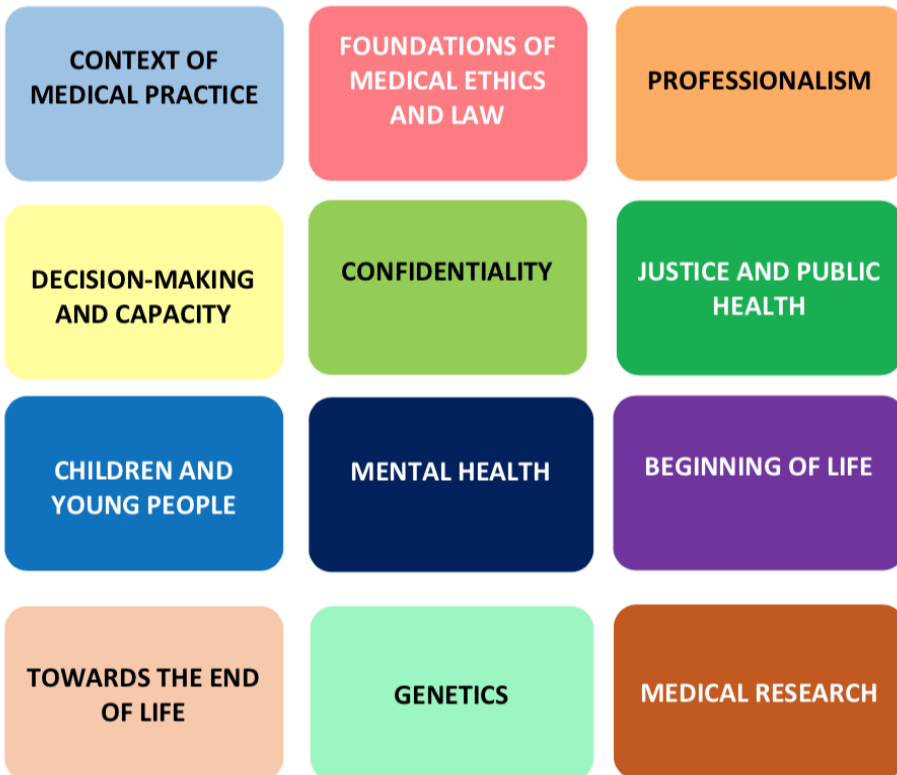 CONTEXT OF
MEDICAL PRACTICE
FOUNDATIONS OF
MEDICAL ETHICS
AND LAW
PROFESSIONALISM
DECISION-MAKING
AND CAPACITY
CONFIDENTIALITY
JUSTICE AND PUBLIC
HEALTH
CHILDREN AND
YOUNG PEOPLE
MENTAL HEALTH
BEGINNING OF LIFE
TOWARDS THE END
OF LIFE
GENETICS
MEDICAL RESEARCH